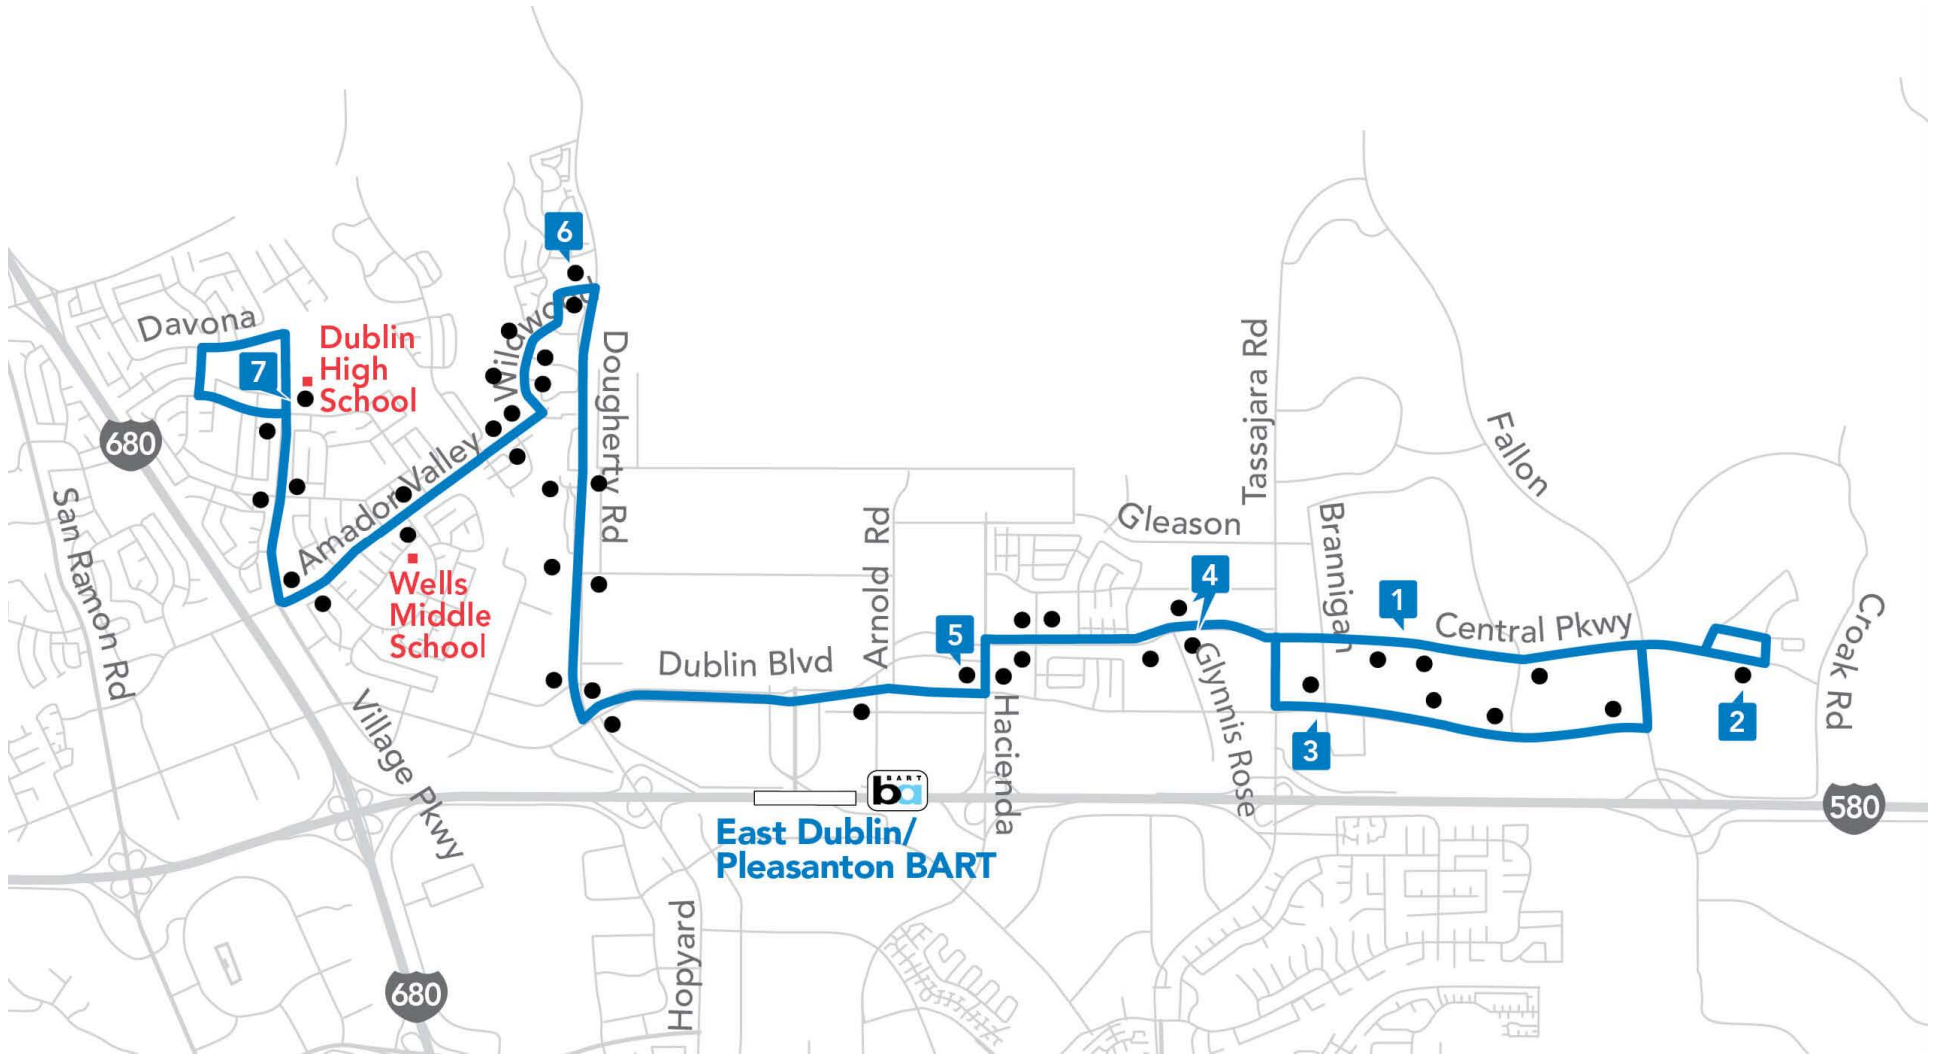 6
Davona
Dublin
High
School
7
Wildwood
Dougherty Rd
680
Amador Valley
San Ramon Rd
Wells
Middle
School
Village Pkwy
Dublin Blvd
Arnold Rd
Gleason
Tassajara Rd
Fallon
Brannigan
4
1
Central Pkwy
Croak Rd
5
Glynnis Rose
Hacienda
3
2
BART
ba
580
East Dublin/
Pleasanton BART
Hopyard
680